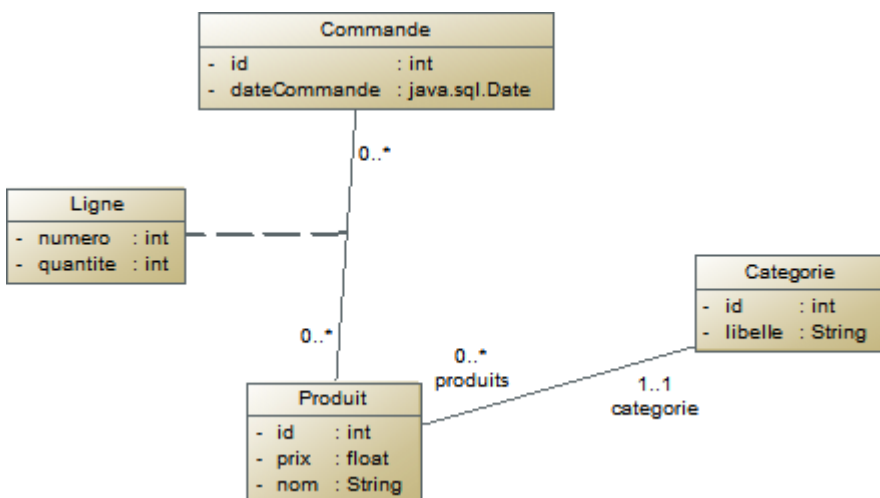 Commande
- id : int
- dateCommande : java.sql.Date
0..*
Ligne
- numero : int
- quantite : int
Categorie
- id : int
- libelle : String
0..*
0..*
produits
1..1
categorie
Produit
- id : int
- prix : float
- nom : String